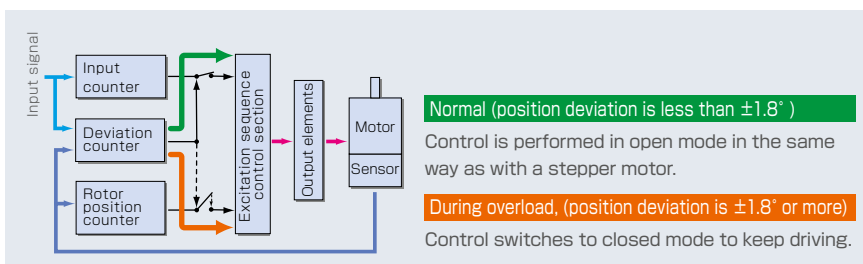 Input signal
Input
counter
Deviation
counter
Rotor
position
counter
Excitation sequence
control section
Output elements
Motor
Sensor
Normal (position deviation is less than ±1.8° )
Control is performed in open mode in the same
way as with a stepper motor.
During overload, (position deviation is ±1.8° or more)
Control switches to closed mode to keep driving.